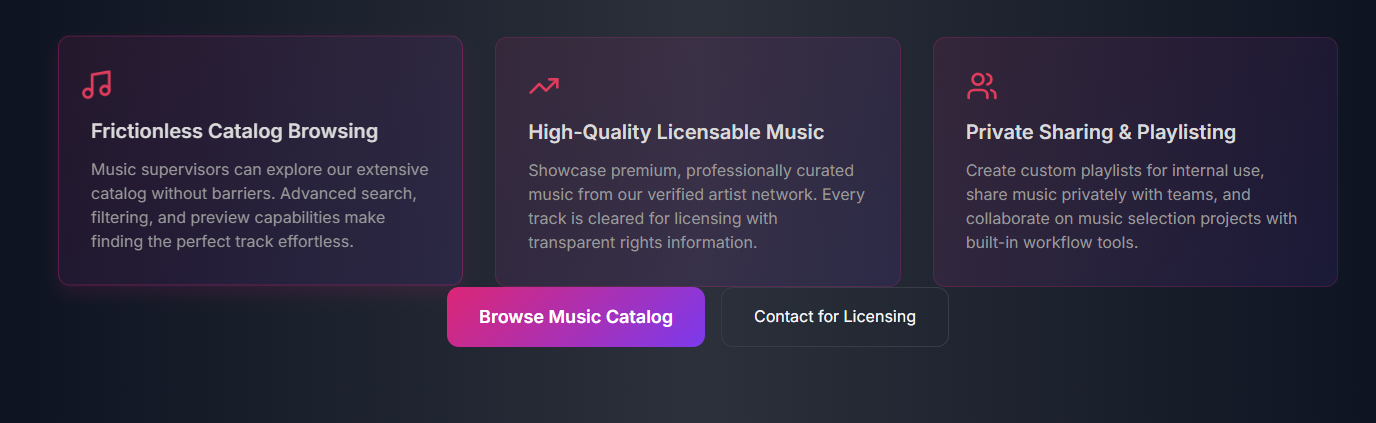 Frictionless Catalog Browsing
Music supervisors can explore our extensive
catalog without barriers. Advanced search,
filtering, and preview capabilities make
finding the perfect track effortless.
High-Quality Licensable Music
Showcase premium, professionally curated
music from our verified artist network. Every
track is cleared for licensing with
transparent rights information.
Private Sharing & Playlisting
Create custom playlists for internal use,
share music privately with teams, and
collaborate on music selection projects with
built-in workflow tools.
Browse Music Catalog
Contact for Licensing